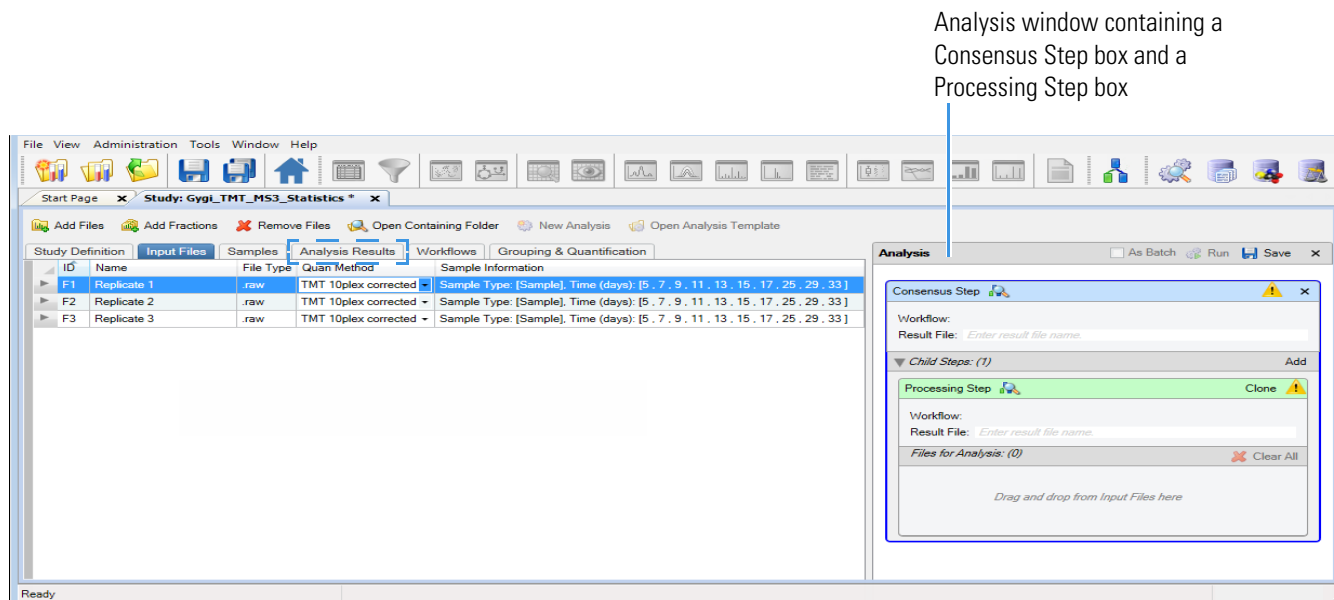 Analysis window containing a
Consensus Step box and a
Processing Step box
File View Administration Tools Window Help
Start Page x Study: Gygi_TMT_MS3_Statistics * x
Add Files Add Fractions Remove Files Open Containing Folder New Analysis Open Analysis Template
Study Definition Input Files Samples Analysis Results Workflows Grouping & Quantification
ID Name File Type Quan Method Sample Information
F1 Replicate 1 .raw TMT 10plex corrected Sample Type: [Sample], Time (days): [5 , 7 , 9 , 11 , 13 , 15 , 17 , 25 , 29 , 33 ]
F2 Replicate 2 .raw TMT 10plex corrected Sample Type: [Sample], Time (days): [5 , 7 , 9 , 11 , 13 , 15 , 17 , 25 , 29 , 33 ]
F3 Replicate 3 .raw TMT 10plex corrected Sample Type: [Sample], Time (days): [5 , 7 , 9 , 11 , 13 , 15 , 17 , 25 , 29 , 33 ]
Analysis As Batch Run Save x
Consensus Step x
Workflow:
Result File: Enter result file name.
Child Steps: (1) Add
Processing Step Clone
Workflow:
Result File: Enter result file name.
Files for Analysis: (0) Clear All
Drag and drop from Input Files here
Ready